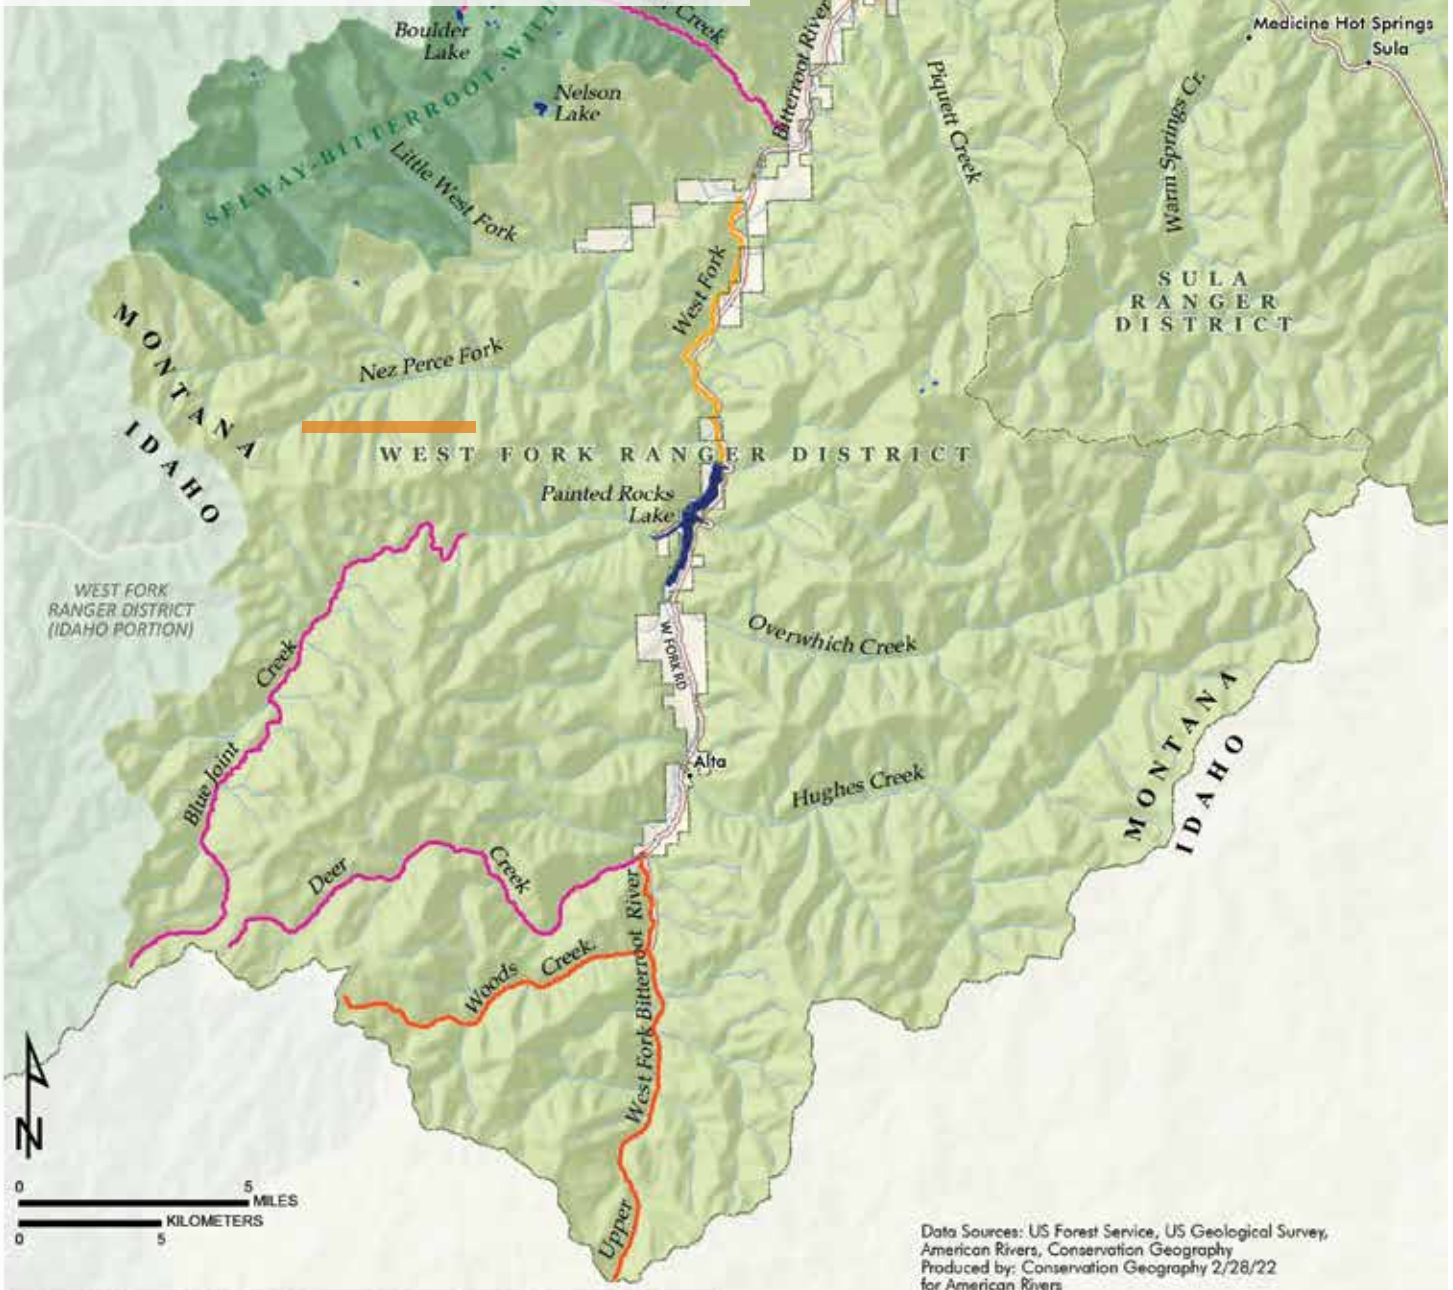 Creek
Boulder
Lake
Bitterroot River
Medicine Hot Springs
Sula
SELWAY-BITTERROOT
Nelson
Lake
Piquett Creek
Warm Springs Cr.
Little West Fork
West Fork
SULA
RANGER
DISTRICT
MONTANA
IDAHO
Nez Perce Fork
WEST FORK RANGER DISTRICT
Painted Rocks
Lake
WEST FORK
RANGER DISTRICT
(IDAHO PORTION)
Overwhich Creek
W FORK RD
Blue Joint Creek
Alta
Hughes Creek
MONTANA
IDAHO
Deer Creek
Woods Creek.
Upper West Fork Bitterroot River
N
0 5
MILES
KILOMETERS
0 5
Data Sources: US Forest Service, US Geological Survey,
American Rivers, Conservation Geography
Produced by: Conservation Geography 2/28/22
for American Rivers